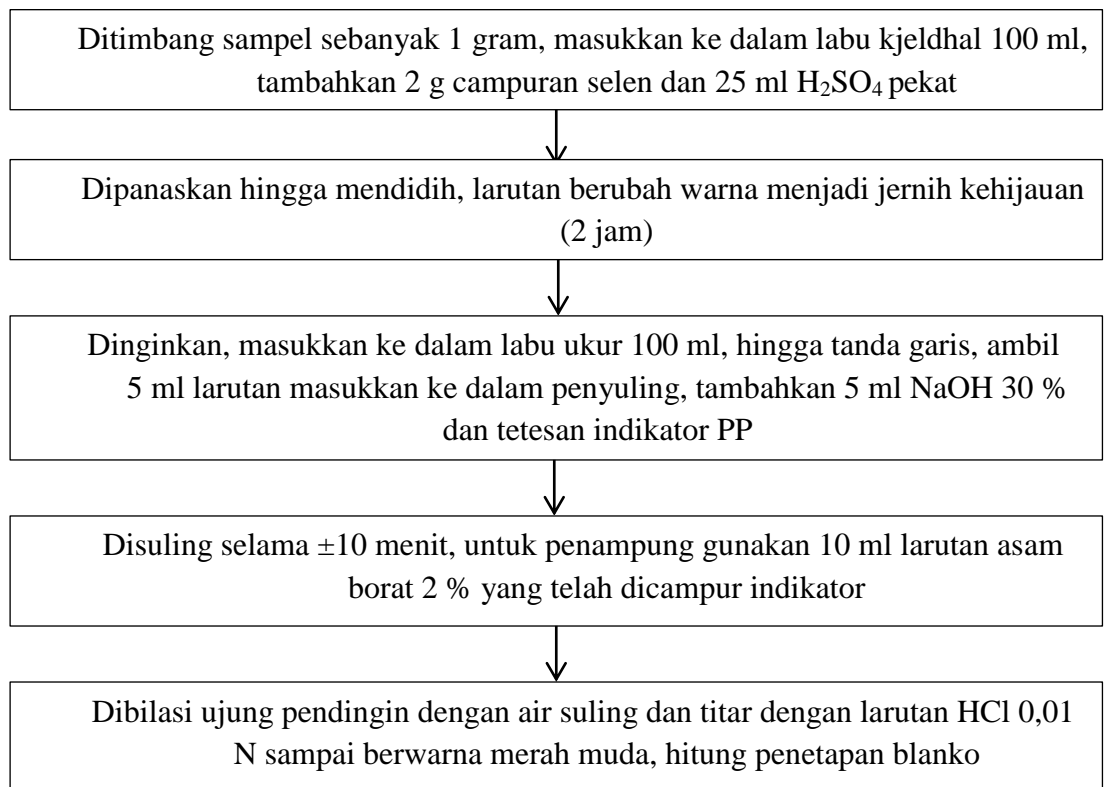 Ditimbang sampel sebanyak 1 gram, masukkan ke dalam labu kjeldhal 100 ml,
tambahkan 2 g campuran selen dan 25 ml H₂SO₄ pekat
Dipanaskan hingga mendidih, larutan berubah warna menjadi jernih kehijauan
(2 jam)
Dinginkan, masukkan ke dalam labu ukur 100 ml, hingga tanda garis, ambil
5 ml larutan masukkan ke dalam penyuling, tambahkan 5 ml NaOH 30 %
dan tetesan indikator PP
Disuling selama ±10 menit, untuk penampung gunakan 10 ml larutan asam
borat 2 % yang telah dicampur indikator
Dibilasi ujung pendingin dengan air suling dan titar dengan larutan HCl 0,01
N sampai berwarna merah muda, hitung penetapan blanko